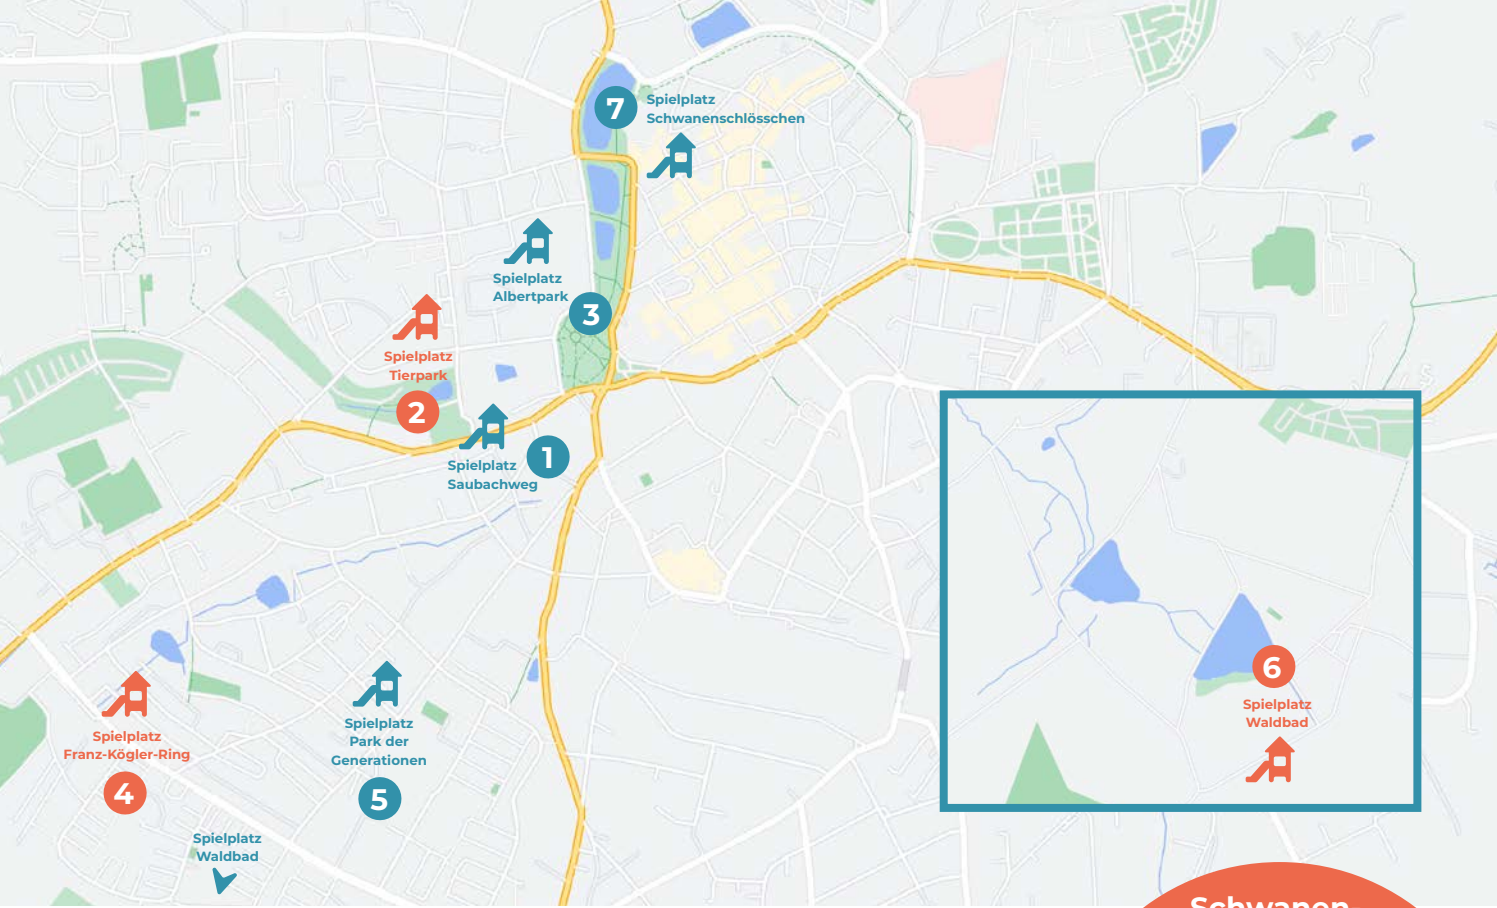 7
Spielplatz
Schwanenschlösschen
Spielplatz
Albertpark
3
Spielplatz
Tierpark
2
1
Spielplatz
Saubachweg
6
Spielplatz
Waldbad
Spielplatz
Franz-Kögler-Ring
4
Spielplatz
Park der
Generationen
5
Spielplatz
Waldbad
Schwanen